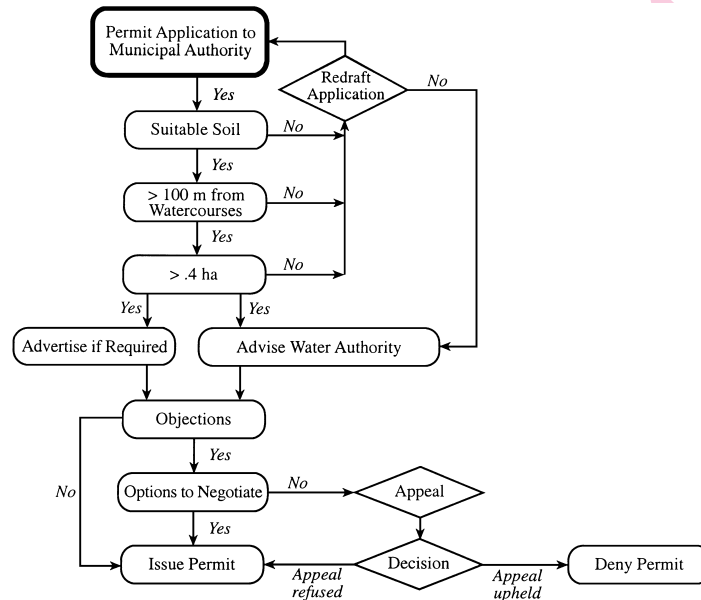 Permit Application to
Municipal Authority
Redraft
Application
No
Yes
Suitable Soil
No
Yes
> 100 m from
Watercourses
No
Yes
> .4 ha
No
Yes
Yes
Advertise if Required
Advise Water Authority
Objections
Yes
No
Options to Negotiate
No
Appeal
Yes
Issue Permit
Appeal
refused
Decision
Appeal
upheld
Deny Permit